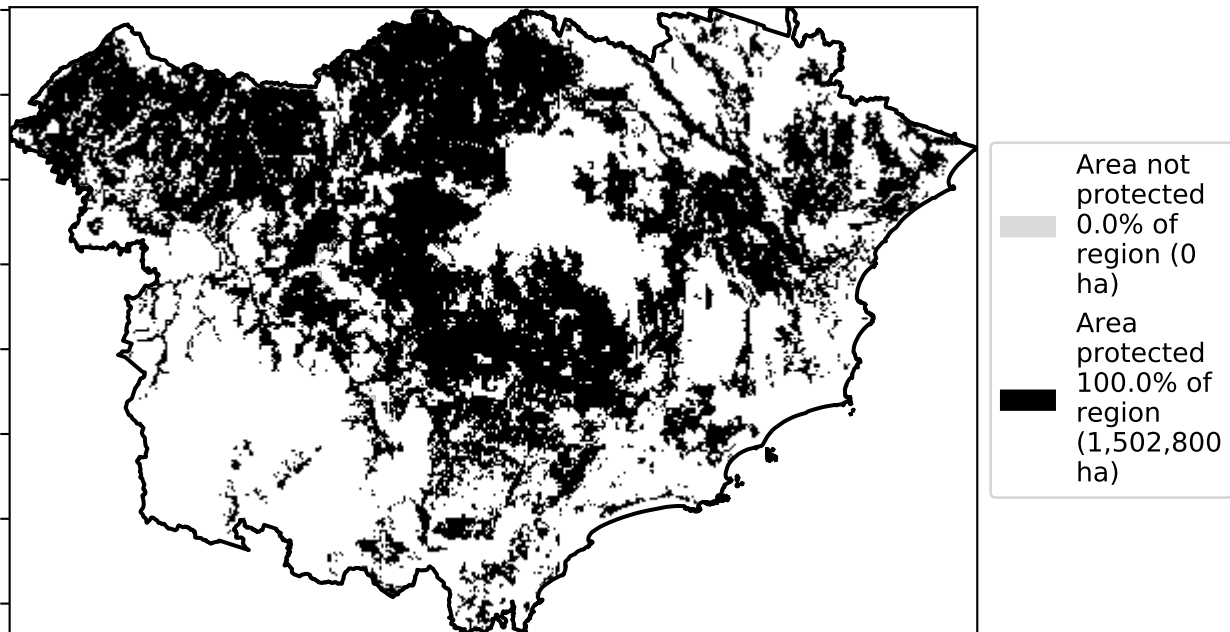 Area not
protected
0.0% of
region (0
ha)
Area
protected
100.0% of
region
(1,502,800
ha)